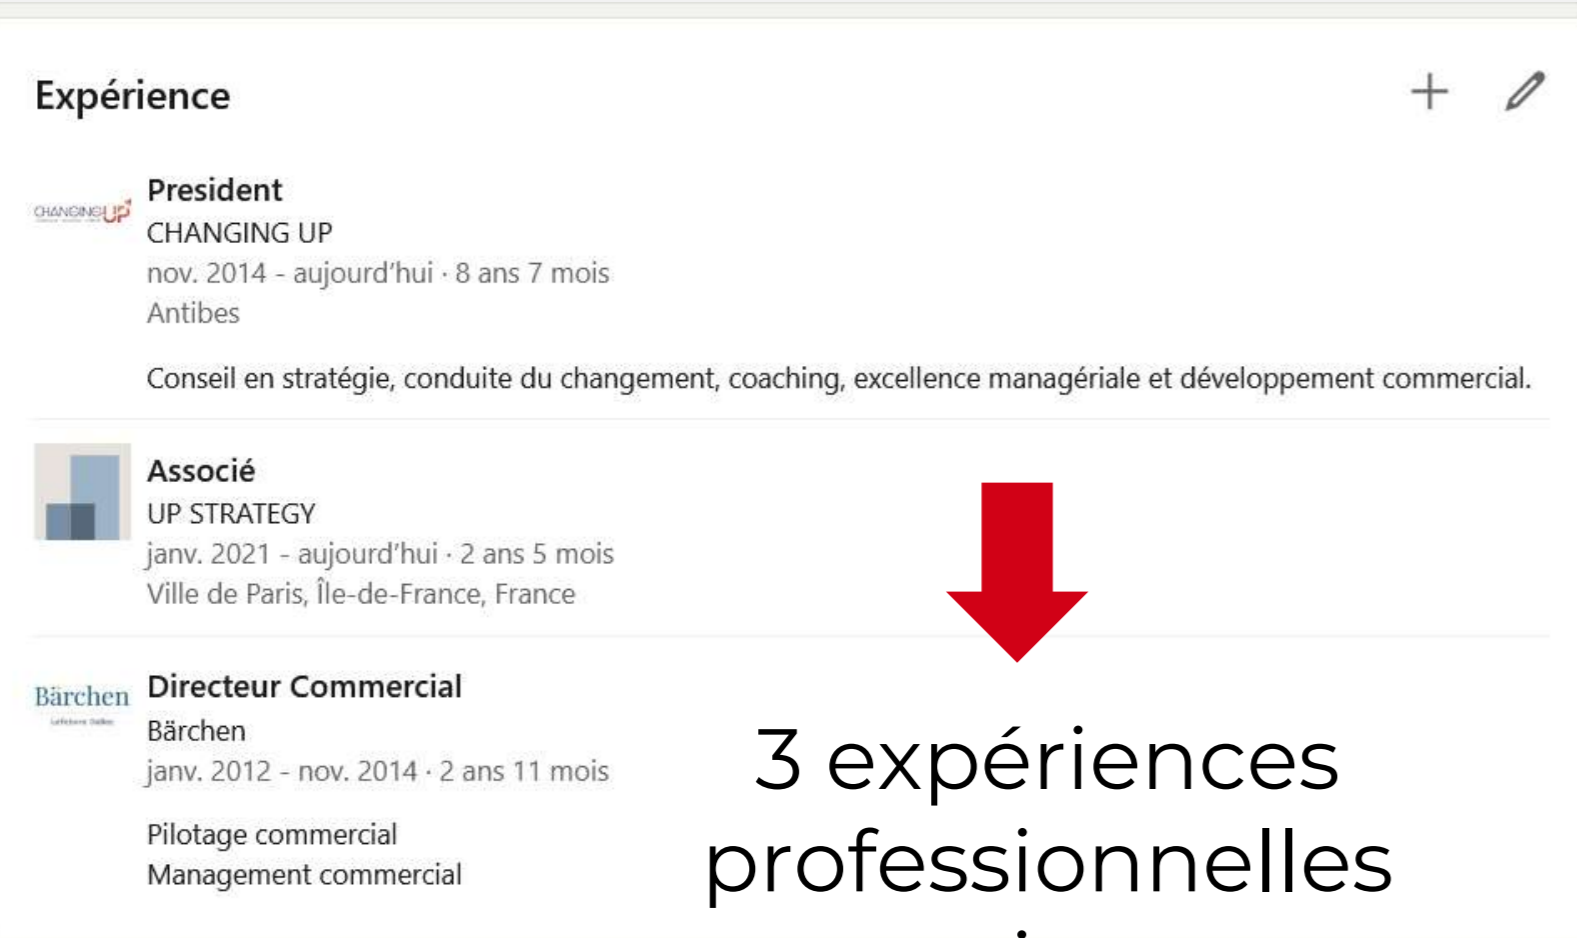 Expérience
CHANGINGUP
President
CHANGING UP
nov. 2014 - aujourd'hui · 8 ans 7 mois
Antibes
Conseil en stratégie, conduite du changement, coaching, excellence managériale et développement commercial.
Associé
UP STRATEGY
janv. 2021 - aujourd'hui · 2 ans 5 mois
Ville de Paris, Île-de-France, France
Bärchen
Directeur Commercial
Bärchen
janv. 2012 - nov. 2014 · 2 ans 11 mois
Pilotage commercial
Management commercial
3 expériences
professionnelles